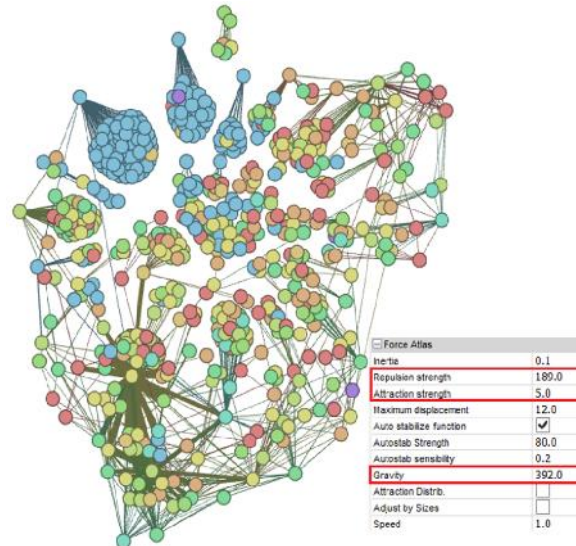 Force Atlas
Inertia 0.1
Repulsion strength 189.0
Attraction strength 5.0
Maximum displacement 12.0
Auto stabilize function
Autostab Strength 80.0
Autostab sensibility 0.2
Gravity 392.0
Attraction Distrib.
Adjust by Sizes
Speed 1.0